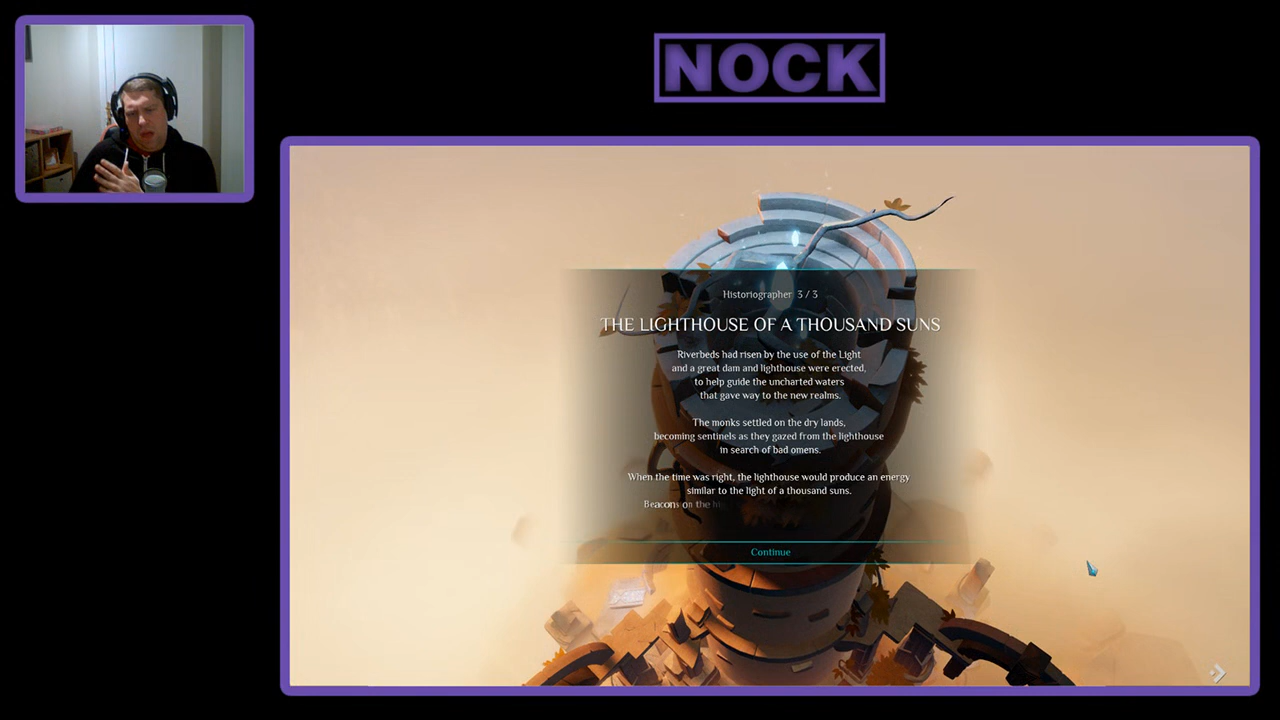 NOCK
Historiographer 3 / 3
THE LIGHTHOUSE OF A THOUSAND SUNS
Riverbeds had risen by the use of the Light
and a great dam and lighthouse were erected,
to help guide the uncharted waters
that gave way to the new realms.
The monks settled on the dry lands,
becoming sentinels as they gazed from the lighthouse
in search of bad omens.
When the time was right, the lighthouse would produce an energy
similar to the light of a thousand suns.
Beacons on the
Continue